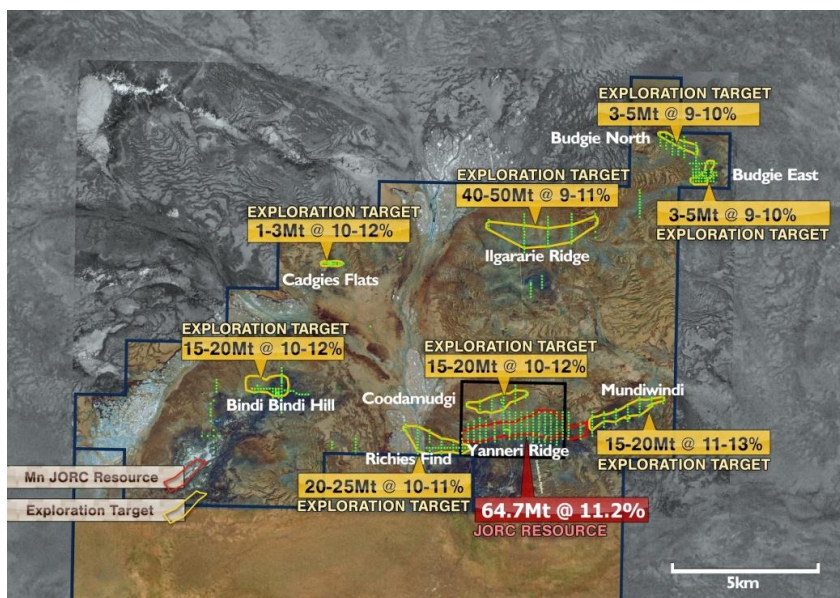 EXPLORATION TARGET
3-5Mt @ 9-10%
Budgie North
Budgie East
3-5Mt @ 9-10%
EXPLORATION TARGET
EXPLORATION TARGET
40-50Mt @ 9-11%
Ilgararie Ridge
EXPLORATION TARGET
1-3Mt @ 10-12%
Cadgies Flats
EXPLORATION TARGET
15-20Mt @ 10-12%
Bindi Bindi Hill
EXPLORATION TARGET
15-20Mt @ 10-12%
Coodamudgi
Mundiwindi
15-20Mt @ 11-13%
EXPLORATION TARGET
Richies Find
20-25Mt @ 10-11%
EXPLORATION TARGET
Yanneri Ridge
64.7Mt @ 11.2%
JORC RESOURCE
Mn JORC Resource
Exploration Target
5km